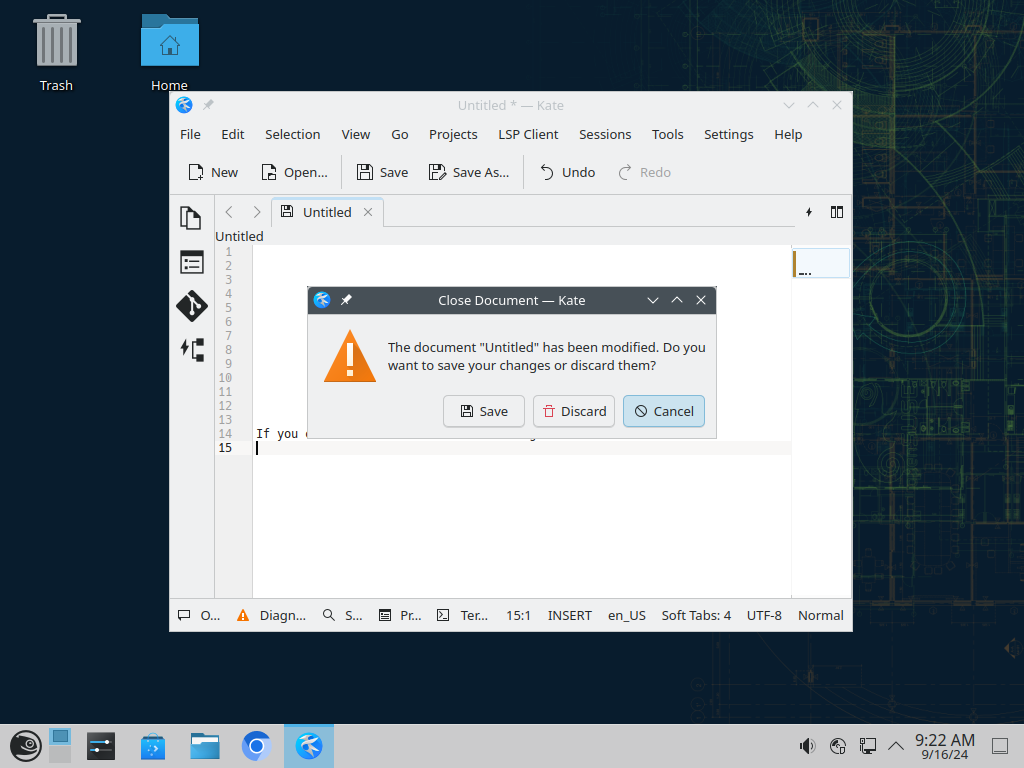 Trash
Home
Untitled * — Kate
File Edit Selection View Go Projects LSP Client Sessions Tools Settings Help
New Open... Save Save As... Undo Redo
Untitled
Untitled
1
2
3
4
5
6
7
8
9
10
11
12
13
14 If you
15
Close Document — Kate
The document "Untitled" has been modified. Do you
want to save your changes or discard them?
Save Discard Cancel
O... Diagn... S... Pr... Ter... 15:1 INSERT en_US Soft Tabs: 4 UTF-8 Normal
9:22 AM
9/16/24